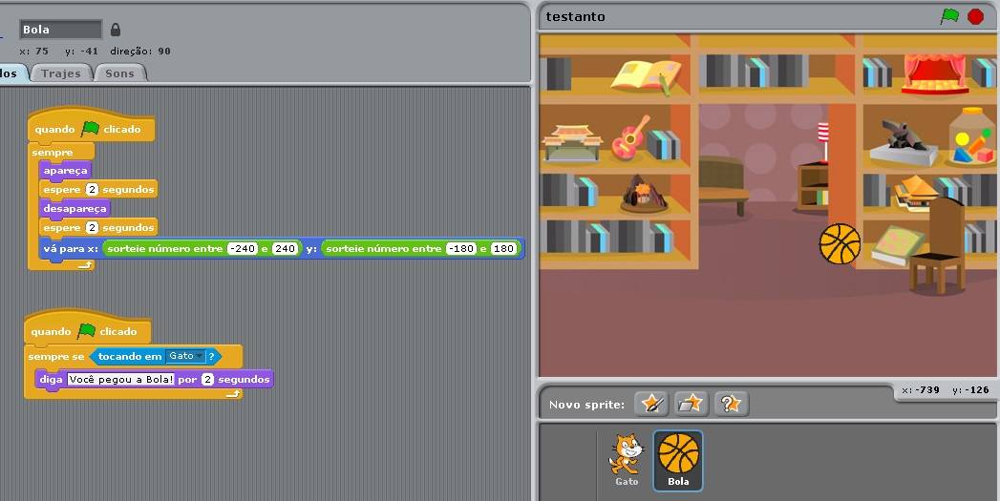 Bola
x: 75 y: -41 direção: 90
los Trajes Sons
quando clicado
sempre
apareça
espere 2 segundos
desapareça
espere 2 segundos
vá para x: sorteie número entre -240 e 240 y: sorteie número entre -180 e 180
quando clicado
sempre se tocando em Gato ?
diga Você pegou a Bola! por 2 segundos
testanto
x: -739 y: -126
Novo sprite:
Gato
Bola